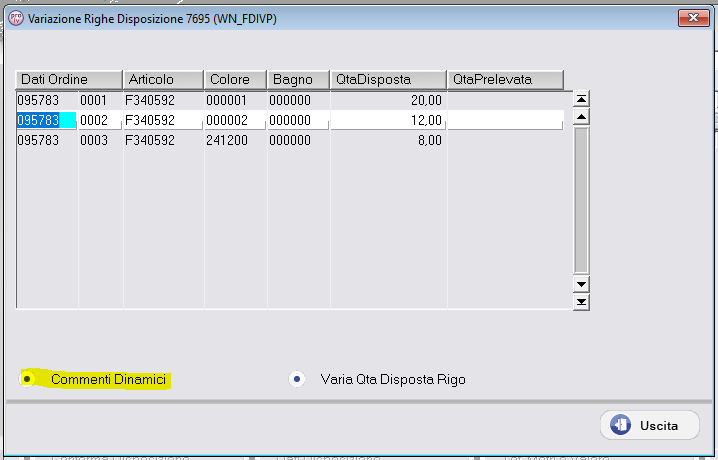 Variazione Righe Disposizione 7695 (WN_FDIVP)
Dati Ordine Articolo Colore Bagno QtaDisposta QtaPrelevata
095783 0001 F340592 000001 000000 20,00
095783 0002 F340592 000002 000000 12,00
095783 0003 F340592 241200 000000 8,00
Commenti Dinamici Varia Qta Disposta Rigo
Uscita